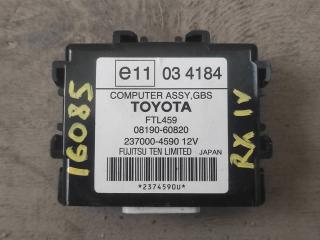 e11 03 4184
COMPUTER ASSY,GBS
TOYOTA
FTL459
08190-60820
237000-4590 12V
FUJITSU TEN LIMITED JAPAN
*2374590U*
16085
RX IV